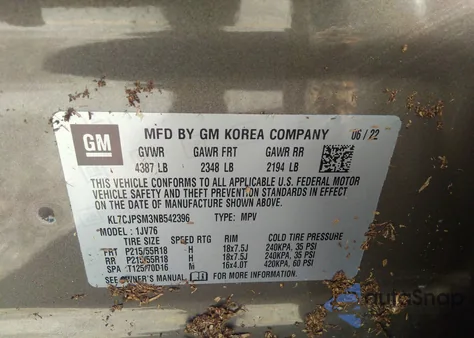 GM
MFD BY GM KOREA COMPANY 06 / 22
GVWR GAWR FRT GAWR RR
4387 LB 2348 LB 2194 LB
THIS VEHICLE CONFORMS TO ALL APPLICABLE U.S. FEDERAL MOTOR
VEHICLE SAFETY AND THEFT PREVENTION STANDARDS IN EFFECT
ON THE DATE OF MANUFACTURE SHOWN ABOVE.
KL7CJPSM3NB542396 TYPE: MPV
MODEL: 1JV76
TIRE SIZE SPEED RTG RIM COLD TIRE PRESSURE
FRT P215/55R18 H 18x7.5J 240KPA, 35 PSI
RR P215/55R18 H 18x7.5J 240KPA, 35 PSI
SPA T125/70D16 M 16x4.0T 420KPA, 60 PSI
SEE OWNER'S MANUAL FOR ADDITIONAL INFORMATION
AutoSnap